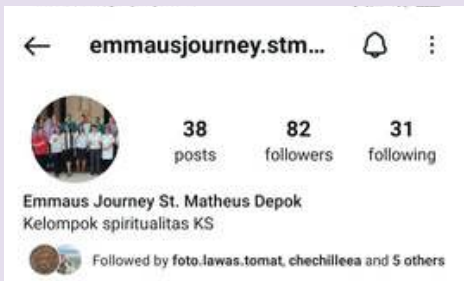 emmausjourney.stm...
38 82 31
posts followers following
Emmaus Journey St. Matheus Depok
Kelompok spiritualitas KS
Followed by foto.lawas.tomat, chechilleea and 5 others